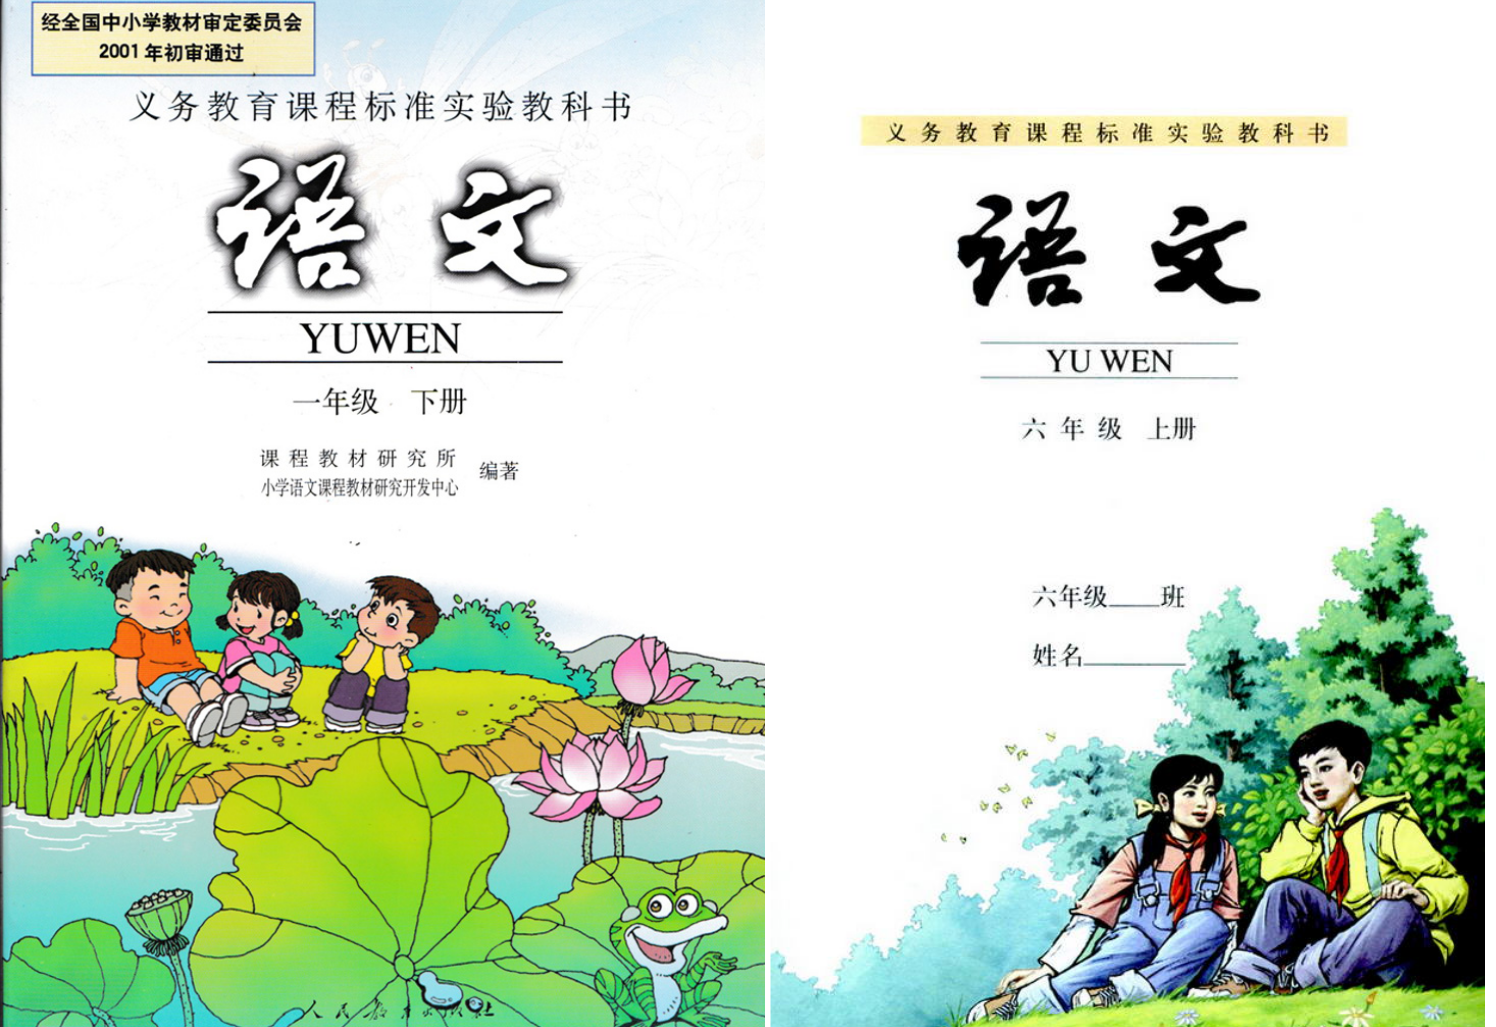 经全国中小学教材审定委员会
2001年初审通过
义务教育课程标准实验教科书
语文
YUWEN
一年级 下册
课程教材研究所
小学语文课程教材研究开发中心
编著
人民教育出版社
义务教育课程标准实验教科书
语文
YU WEN
六年级 上册
六年级____班
姓名________